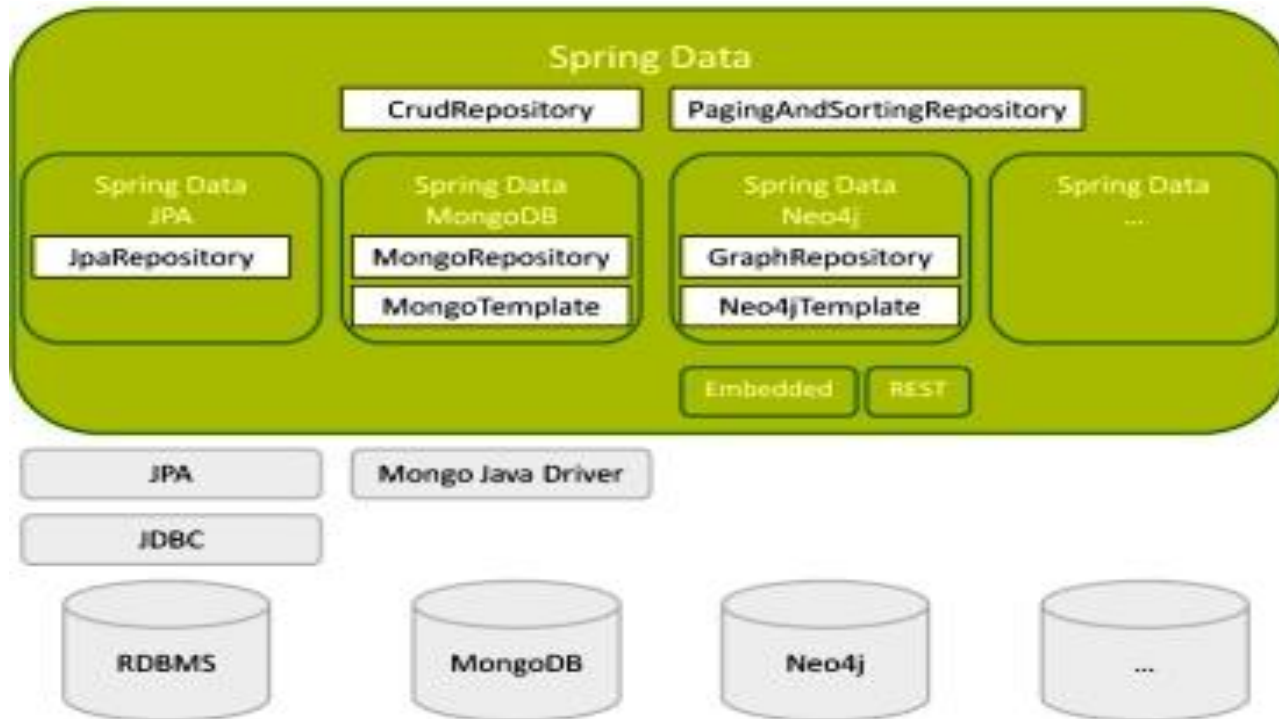 Spring Data
CrudRepository
PagingAndSortingRepository
Spring Data
JPA
JpaRepository
Spring Data
MongoDB
MongoRepository
MongoTemplate
Spring Data
Neo4j
GraphRepository
Neo4jTemplate
Spring Data
...
Embedded
REST
JPA
Mongo Java Driver
JDBC
RDBMS
MongoDB
Neo4j
...